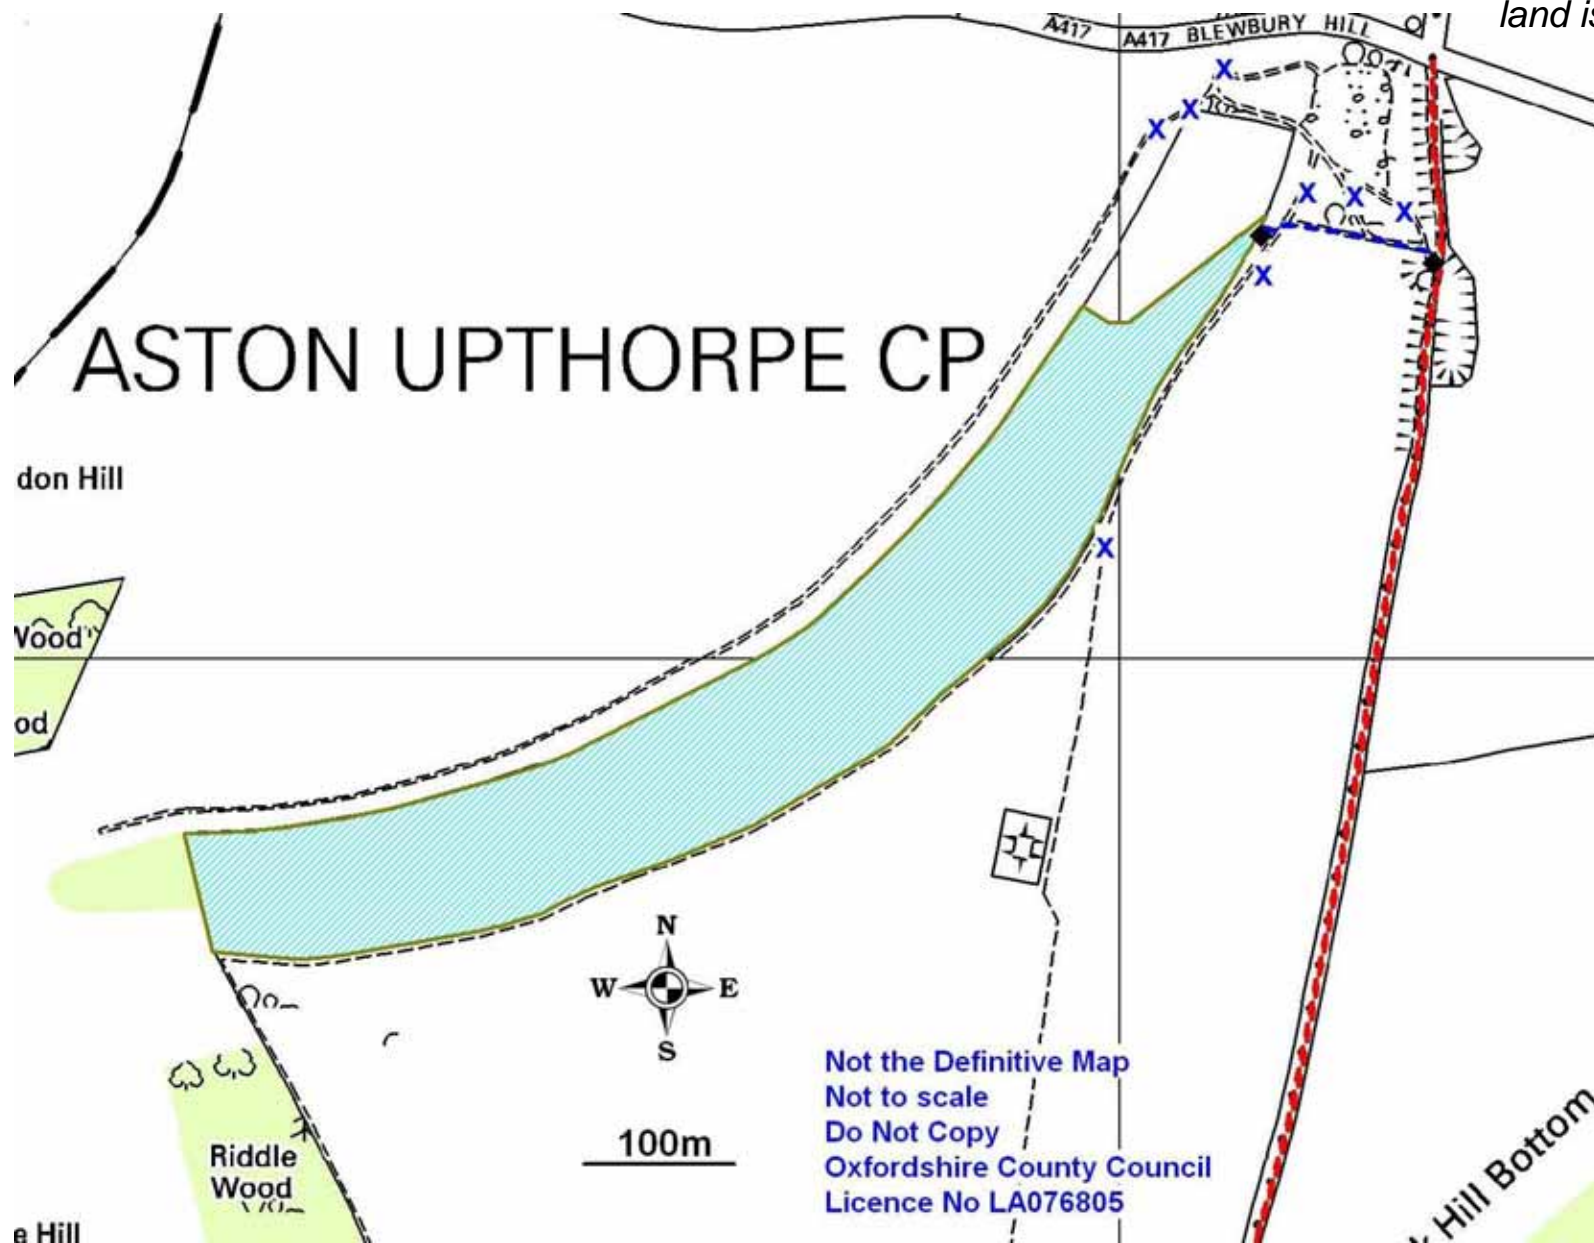 land is
A417
A417 BLEWBURY HILL
X
X
X
X
X
X
X
ASTON UPTHORPE CP
don Hill
X
Wood
od
N
W E
S
Not the Definitive Map
Not to scale
Do Not Copy
Oxfordshire County Council
Licence No LA076805
100m
Riddle
Wood
Hill Bottom
e Hill